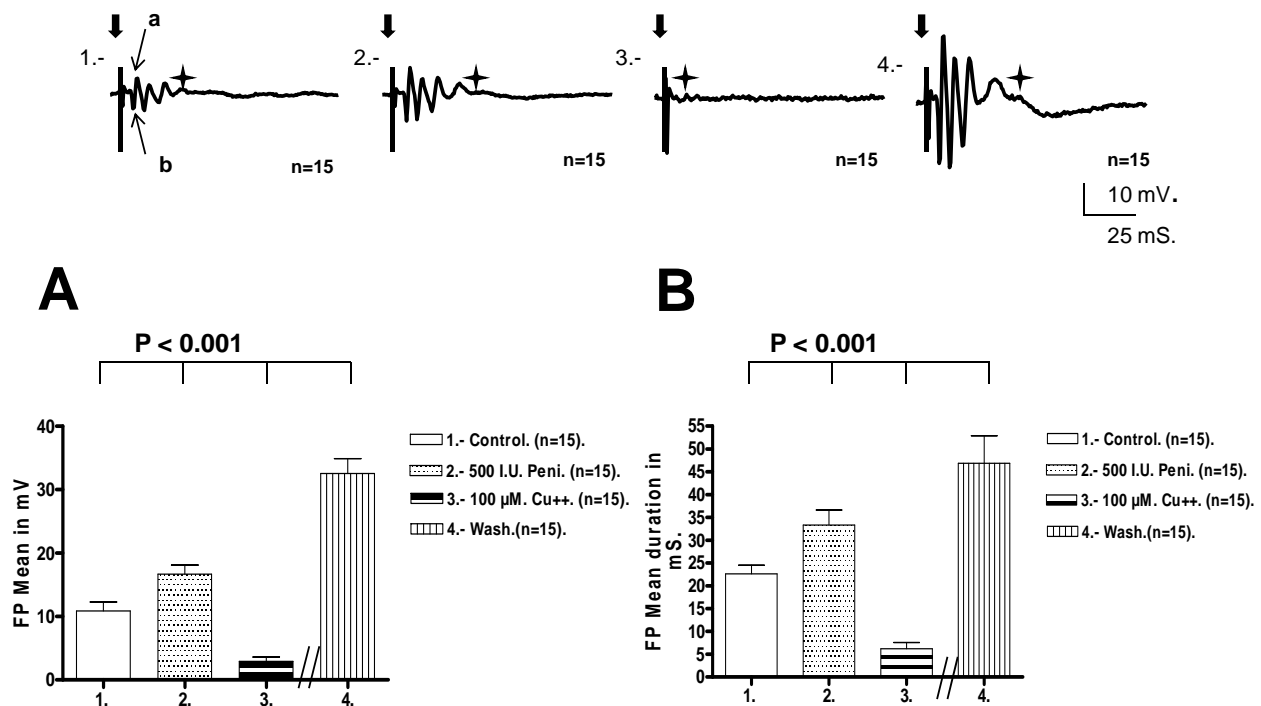 a
1.-
2.-
3.-
4.-
b
n=15
n=15
n=15
n=15
10 mV.
25 mS.
A
P < 0.001
FP Mean in mV
40
30
20
10
0
1.
2.
3.
4.
1.- Control. (n=15).
2.- 500 I.U. Peni. (n=15).
3.- 100 µM. Cu++. (n=15).
4.- Wash.(n=15).
B
P < 0.001
FP Mean duration in
mS.
55
50
45
40
35
30
25
20
15
10
5
0
1.
2.
3.
4.
1.- Control. (n=15).
2.- 500 I.U. Peni. (n=15).
3.- 100 µM. Cu++. (n=15).
4.- Wash.(n=15).